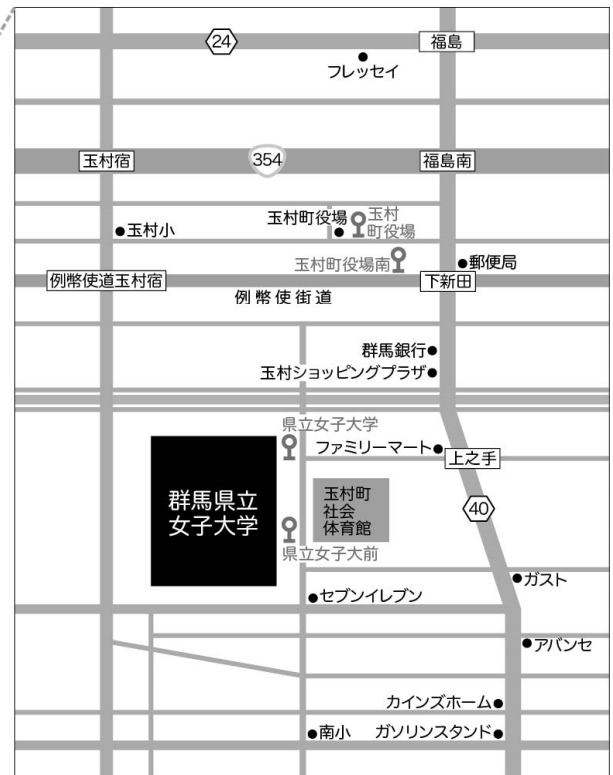 24
福島
フレッセイ
玉村宿
354
福島南
玉村小
玉村町役場
玉村
町役場
玉村町役場南
郵便局
例幣使道玉村宿
下新田
例幣使街道
群馬銀行
玉村ショッピングプラザ
県立女子大学
ファミリーマート
上之手
群馬県立
女子大学
玉村町
社会
体育館
40
県立女子大前
ガスト
セブンイレブン
アバンセ
カインズホーム
南小
ガソリンスタンド